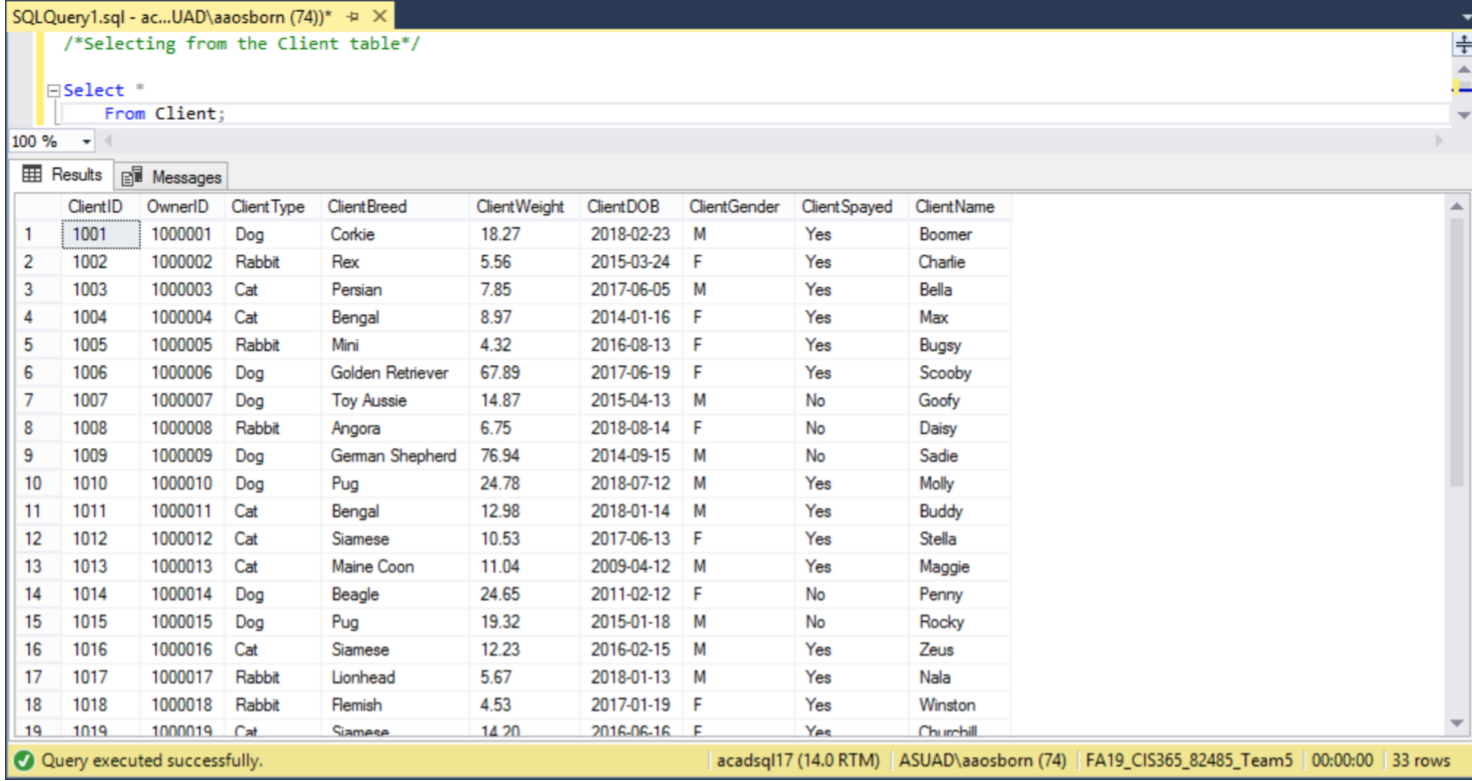 SQLQuery1.sql - ac...UAD\aaosborn (74))*
/*Selecting from the Client table*/
Select *
From Client;
100 %
Results Messages
ClientID OwnerID ClientType ClientBreed ClientWeight ClientDOB ClientGender ClientSpayed ClientName
1 1001 1000001 Dog Corkie 18.27 2018-02-23 M Yes Boomer
2 1002 1000002 Rabbit Rex 5.56 2015-03-24 F Yes Charlie
3 1003 1000003 Cat Persian 7.85 2017-06-05 M Yes Bella
4 1004 1000004 Cat Bengal 8.97 2014-01-16 F Yes Max
5 1005 1000005 Rabbit Mini 4.32 2016-08-13 F Yes Bugsy
6 1006 1000006 Dog Golden Retriever 67.89 2017-06-19 F Yes Scooby
7 1007 1000007 Dog Toy Aussie 14.87 2015-04-13 M No Goofy
8 1008 1000008 Rabbit Angora 6.75 2018-08-14 F No Daisy
9 1009 1000009 Dog German Shepherd 76.94 2014-09-15 M No Sadie
10 1010 1000010 Dog Pug 24.78 2018-07-12 M Yes Molly
11 1011 1000011 Cat Bengal 12.98 2018-01-14 M Yes Buddy
12 1012 1000012 Cat Siamese 10.53 2017-06-13 F Yes Stella
13 1013 1000013 Cat Maine Coon 11.04 2009-04-12 M Yes Maggie
14 1014 1000014 Dog Beagle 24.65 2011-02-12 F No Penny
15 1015 1000015 Dog Pug 19.32 2015-01-18 M No Rocky
16 1016 1000016 Cat Siamese 12.23 2016-02-15 M Yes Zeus
17 1017 1000017 Rabbit Lionhead 5.67 2018-01-13 M Yes Nala
18 1018 1000018 Rabbit Flemish 4.53 2017-01-19 F Yes Winston
19 1019 1000019 Cat Siamese 14.20 2016-06-16 F Yes Churchill
Query executed successfully. acadsql17 (14.0 RTM) ASUAD\aaosborn (74) FA19_CIS365_82485_Team5 00:00:00 33 rows